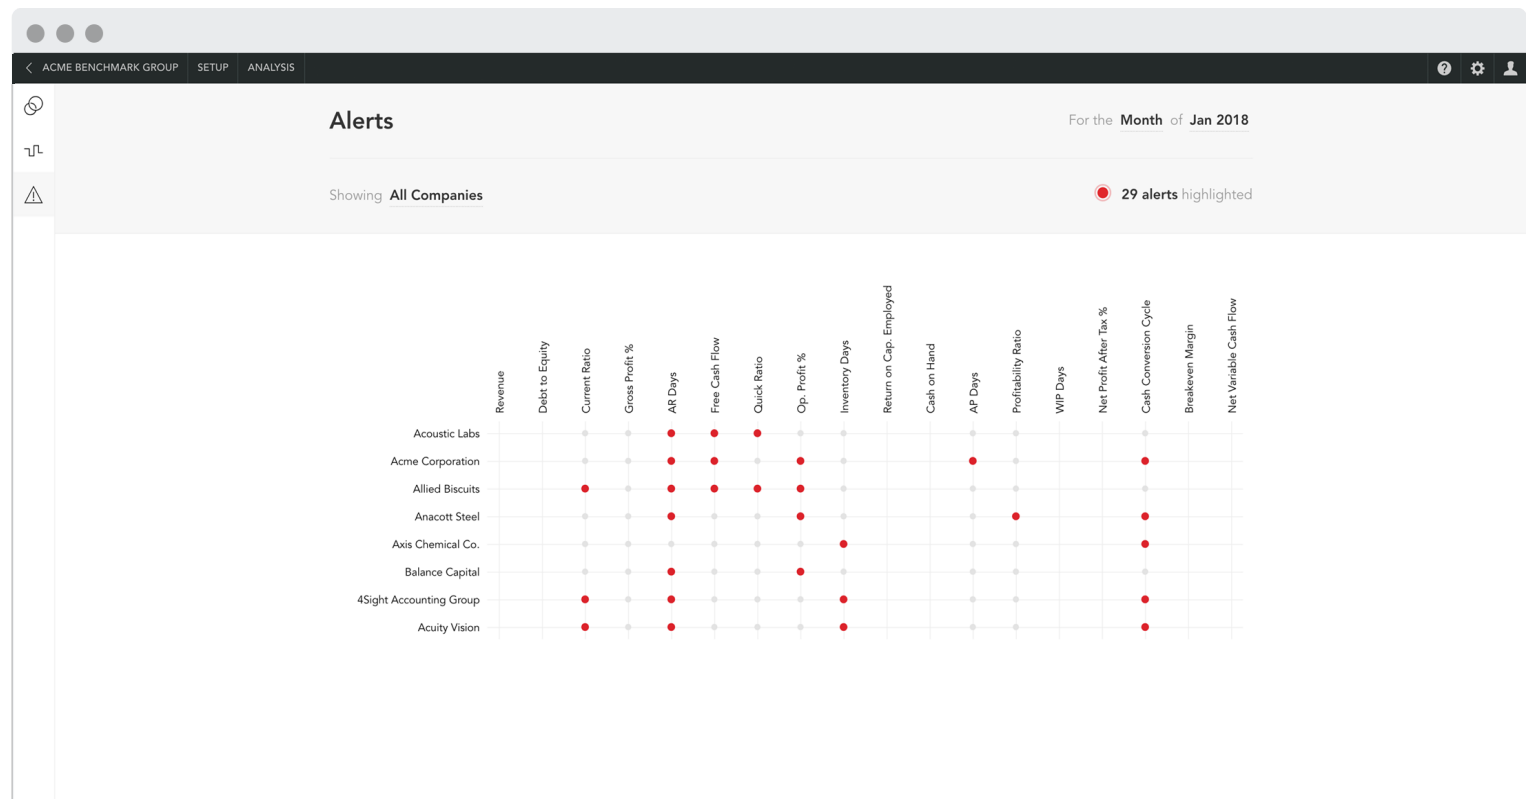 ACME BENCHMARK GROUP SETUP ANALYSIS
Alerts
For the Month of Jan 2018
Showing All Companies
29 alerts highlighted
Revenue
Debt to Equity
Current Ratio
Gross Profit %
AR Days
Free Cash Flow
Quick Ratio
Op. Profit %
Inventory Days
Return on Cap. Employed
Cash on Hand
AP Days
Profitability Ratio
WIP Days
Net Profit After Tax %
Cash Conversion Cycle
Breakeven Margin
Net Variable Cash Flow
Acoustic Labs
Acme Corporation
Allied Biscuits
Anacott Steel
Axis Chemical Co.
Balance Capital
4Sight Accounting Group
Acuity Vision